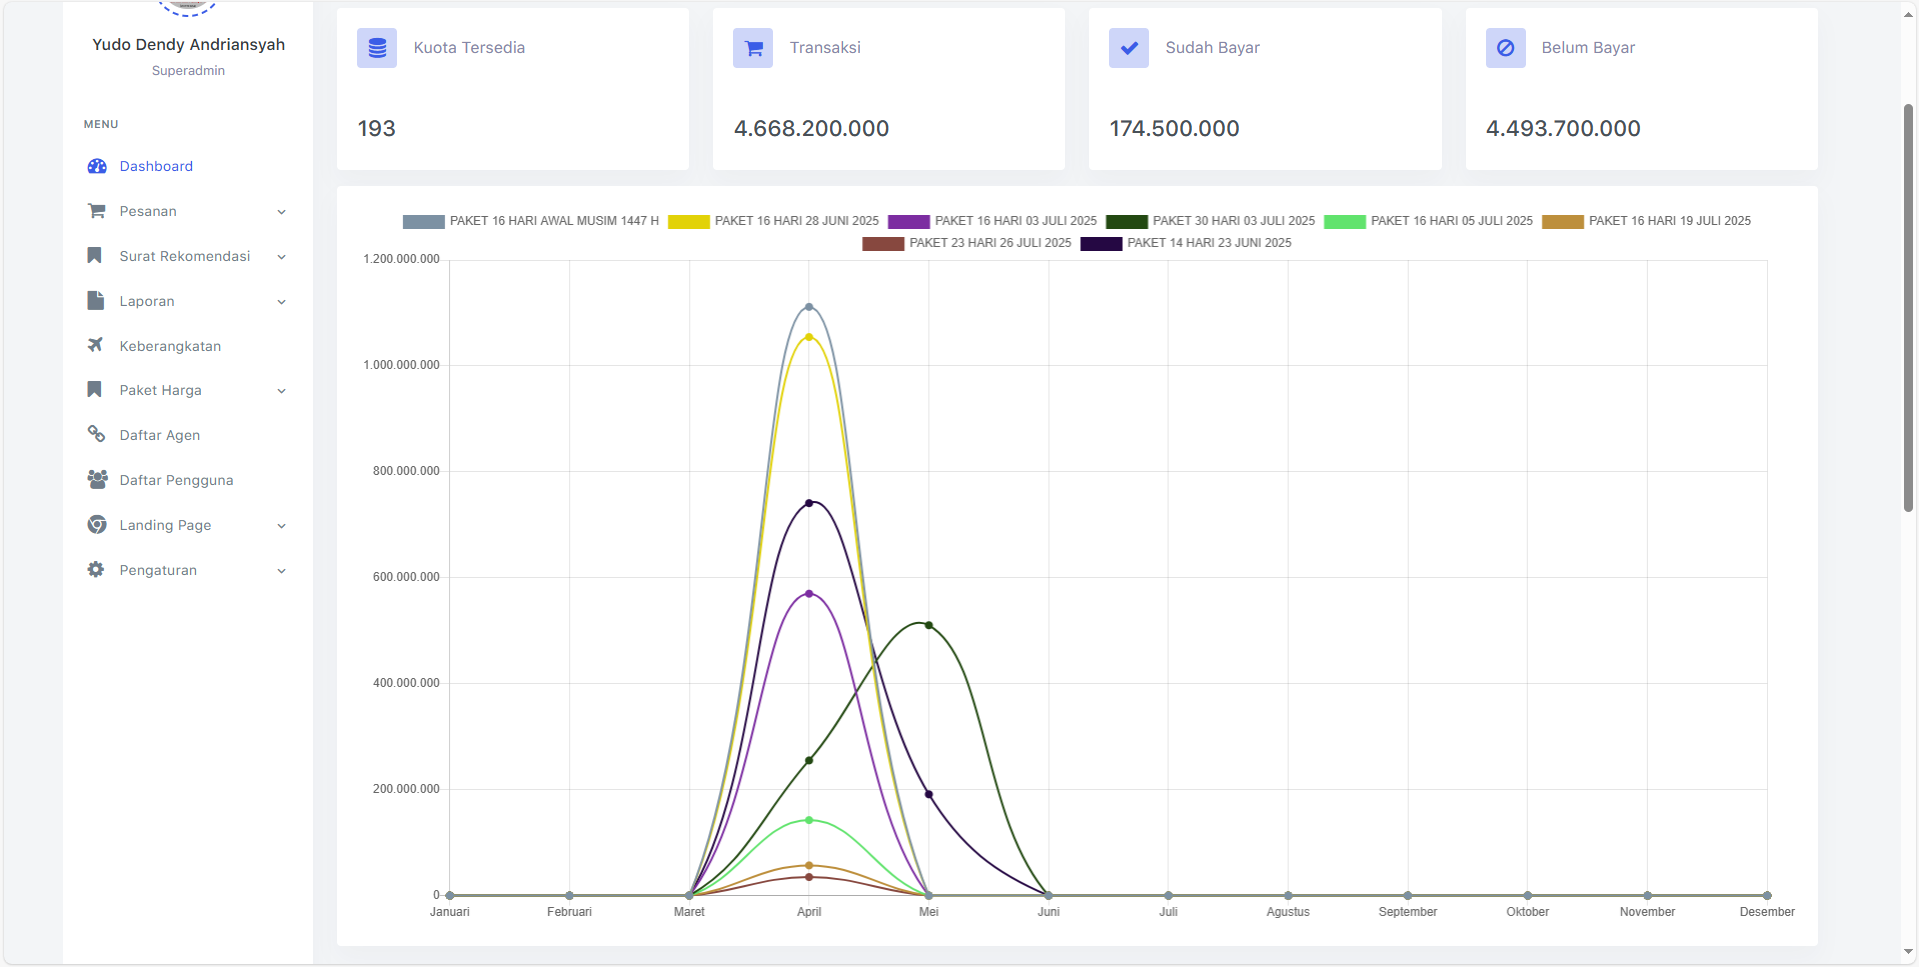 Yudo Dendy Andriansyah
Superadmin
MENU
Dashboard
Pesanan
Surat Rekomendasi
Laporan
Keberangkatan
Paket Harga
Daftar Agen
Daftar Pengguna
Landing Page
Pengaturan
Kuota Tersedia
193
Transaksi
4.668.200.000
Sudah Bayar
174.500.000
Belum Bayar
4.493.700.000
PAKET 16 HARI AWAL MUSIM 1447 H PAKET 16 HARI 28 JUNI 2025 PAKET 16 HARI 03 JULI 2025 PAKET 30 HARI 03 JULI 2025 PAKET 16 HARI 05 JULI 2025 PAKET 16 HARI 19 JULI 2025
PAKET 23 HARI 26 JULI 2025 PAKET 14 HARI 23 JUNI 2025
1.200.000.000
1.000.000.000
800.000.000
600.000.000
400.000.000
200.000.000
0
Januari Februari Maret April Mei Juni Juli Agustus September Oktober November Desember